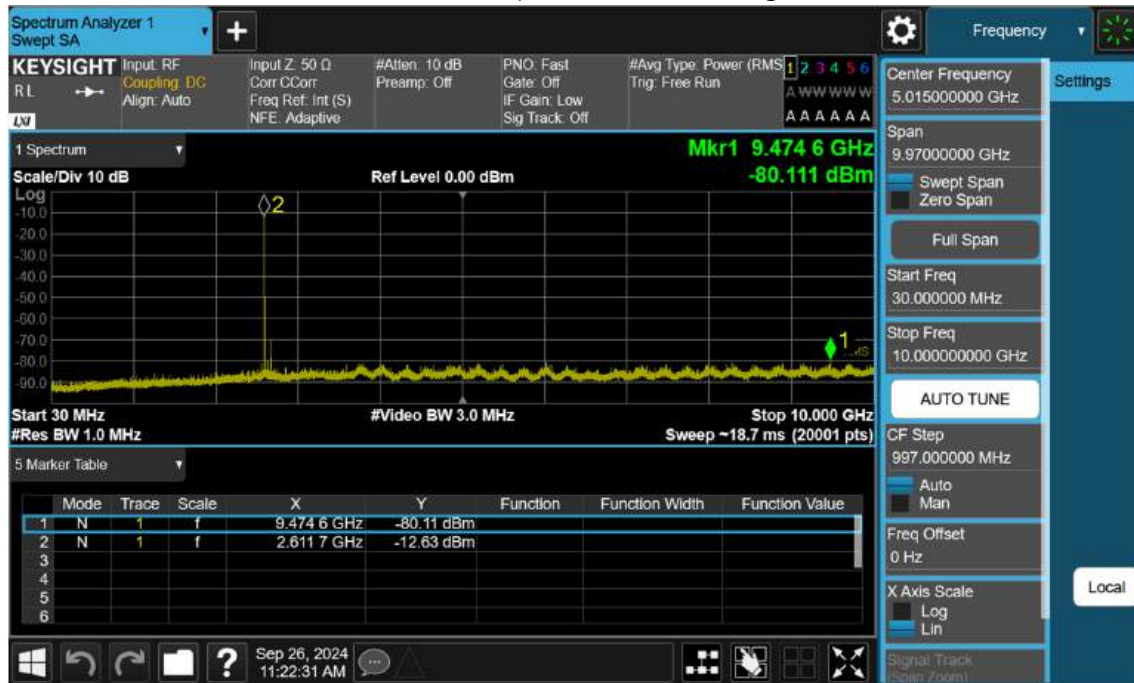 Spectrum Analyzer 1
Swept SA
+
Frequency
KEYSIGHT
RL
LXI
Input: RF
Coupling: DC
Align: Auto
Input Z: 50 Ω
Corr CCorr
Freq Ref: Int (S)
NFE: Adaptive
#Atten: 10 dB
Preamp: Off
PNO: Fast
Gate: Off
IF Gain: Low
Sig Track: Off
#Avg Type: Power (RMS
Trig: Free Run
1 2 3 4 5 6
A W W W W W
A A A A A A
1 Spectrum
Scale/Div 10 dB
Ref Level 0.00 dBm
Mkr1 9.474 6 GHz
-80.111 dBm
Log
-10.0
-20.0
-30.0
-40.0
-50.0
-60.0
-70.0
-80.0
-90.0
2
1
Start 30 MHz
#Video BW 3.0 MHz
Stop 10.000 GHz
#Res BW 1.0 MHz
Sweep ~18.7 ms (20001 pts)
5 Marker Table
Mode Trace Scale X Y Function Function Width Function Value
1 N 1 f 9.474 6 GHz -80.11 dBm
2 N 1 f 2.611 7 GHz -12.63 dBm
3
4
5
6
?
Sep 26, 2024
11:22:31 AM
Center Frequency
5.015000000 GHz
Span
9.97000000 GHz
Swept Span
Zero Span
Full Span
Start Freq
30.000000 MHz
Stop Freq
10.000000000 GHz
AUTO TUNE
CF Step
997.000000 MHz
Auto
Man
Freq Offset
0 Hz
X Axis Scale
Log
Lin
Signal Track
(Span Zoom)
Settings
Local